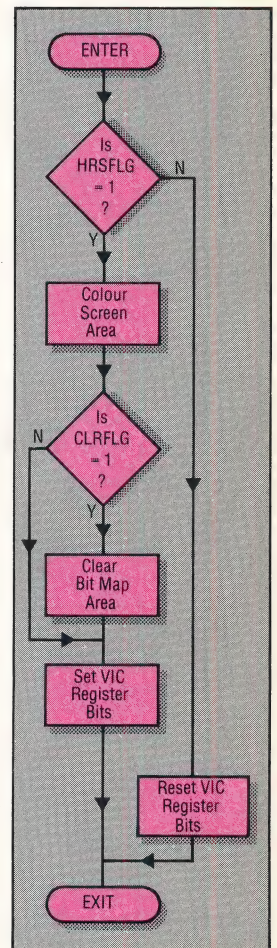 ENTER
Is
HRSFLG
= 1
?
N
Y
Colour
Screen
Area
Is
CLRFLG
= 1
?
N
Y
Clear
Bit Map
Area
Set VIC
Register
Bits
Reset VIC
Register
Bits
EXIT